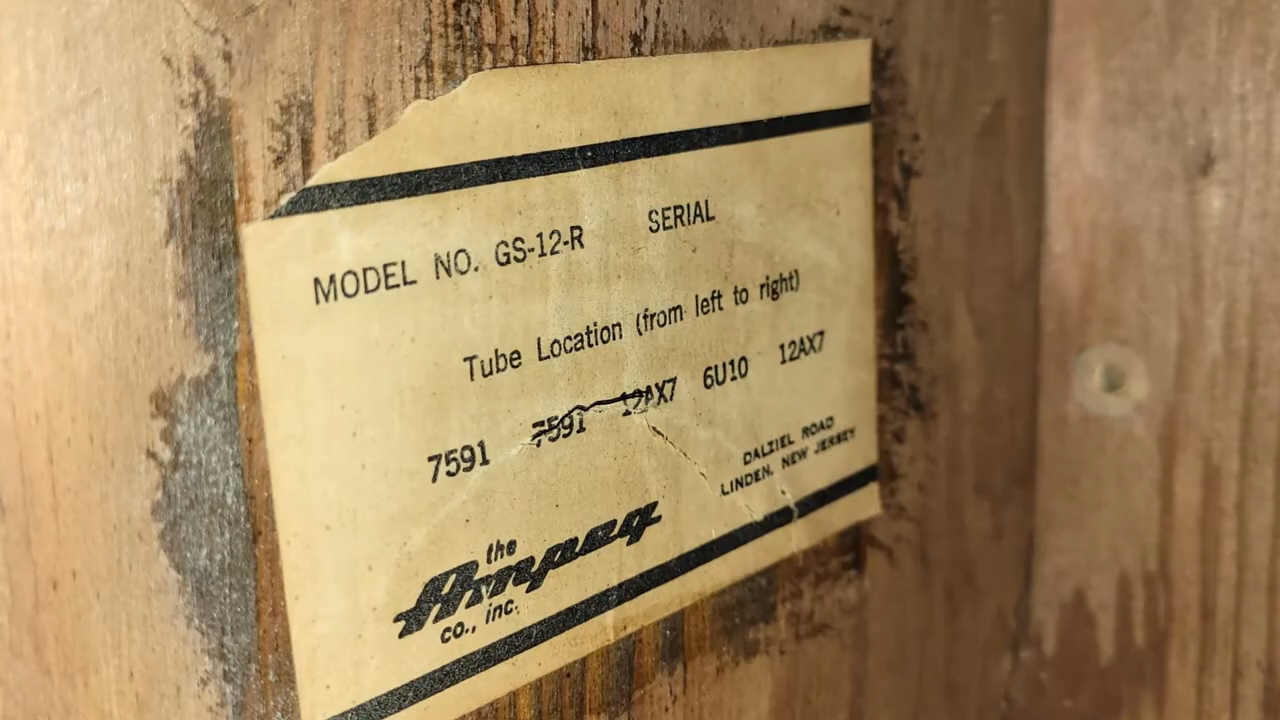 MODEL NO. GS-12-R SERIAL
Tube Location (from left to right)
7591 7591 12AX7 6U10 12AX7
DALZIEL ROAD
LINDEN, NEW JERSEY
the
Ampeg
co., inc.